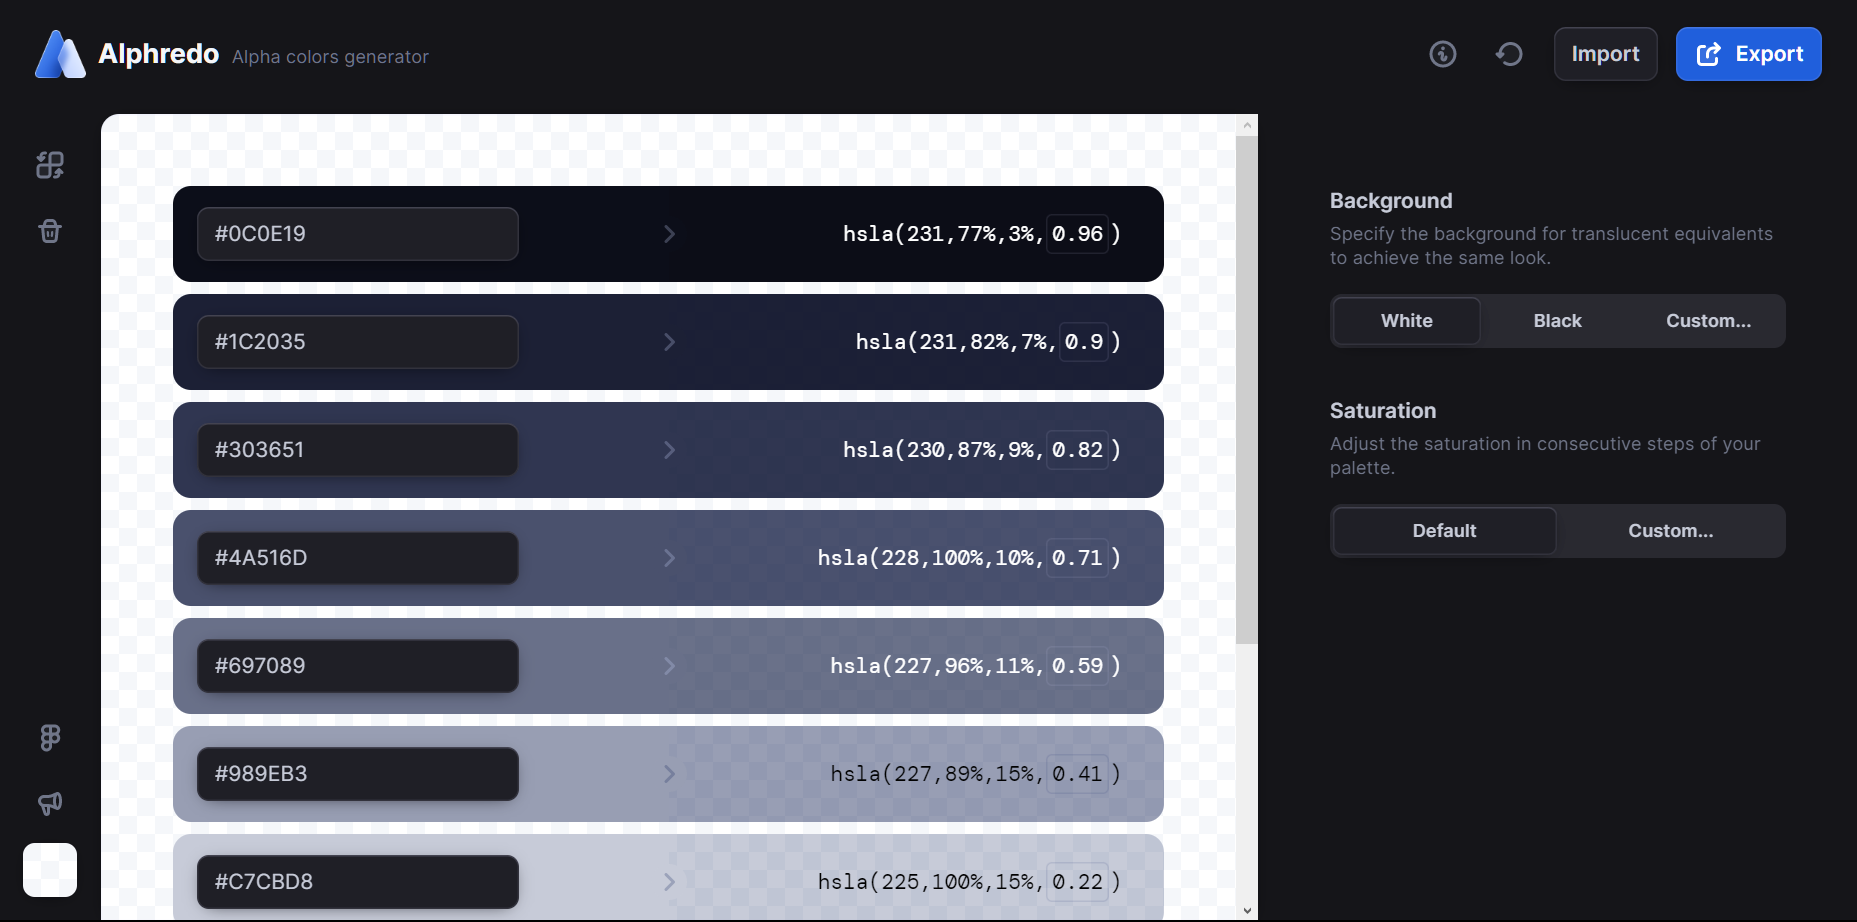 Alphredo Alpha colors generator
Import
Export
#0C0E19 hsla(231,77%,3%,0.96)
#1C2035 hsla(231,82%,7%,0.9)
#303651 hsla(230,87%,9%,0.82)
#4A516D hsla(228,100%,10%,0.71)
#697089 hsla(227,96%,11%,0.59)
#989EB3 hsla(227,89%,15%,0.41)
#C7CBD8 hsla(225,100%,15%,0.22)
Background
Specify the background for translucent equivalents
to achieve the same look.
White Black Custom...
Saturation
Adjust the saturation in consecutive steps of your
palette.
Default Custom...